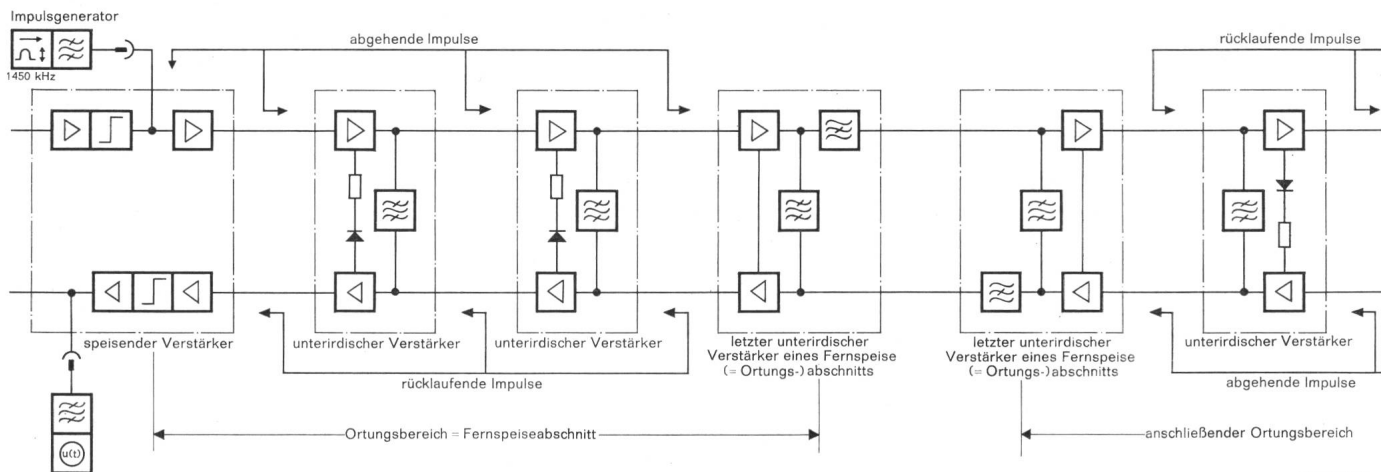 Impulsgenerator
1450 kHz
abgehende Impulse
rücklaufende Impulse
speisender Verstärker
unterirdischer Verstärker
unterirdischer Verstärker
letzter unterirdischer
Verstärker eines Fernspeise
(= Ortungs-)abschnitts
letzter unterirdischer
Verstärker eines Fernspeise
(= Ortungs-)abschnitts
unterirdischer Verstärker
rücklaufende Impulse
abgehende Impulse
Ortungsbereich = Fernspeiseabschnitt
anschließender Ortungsbereich
u(t)